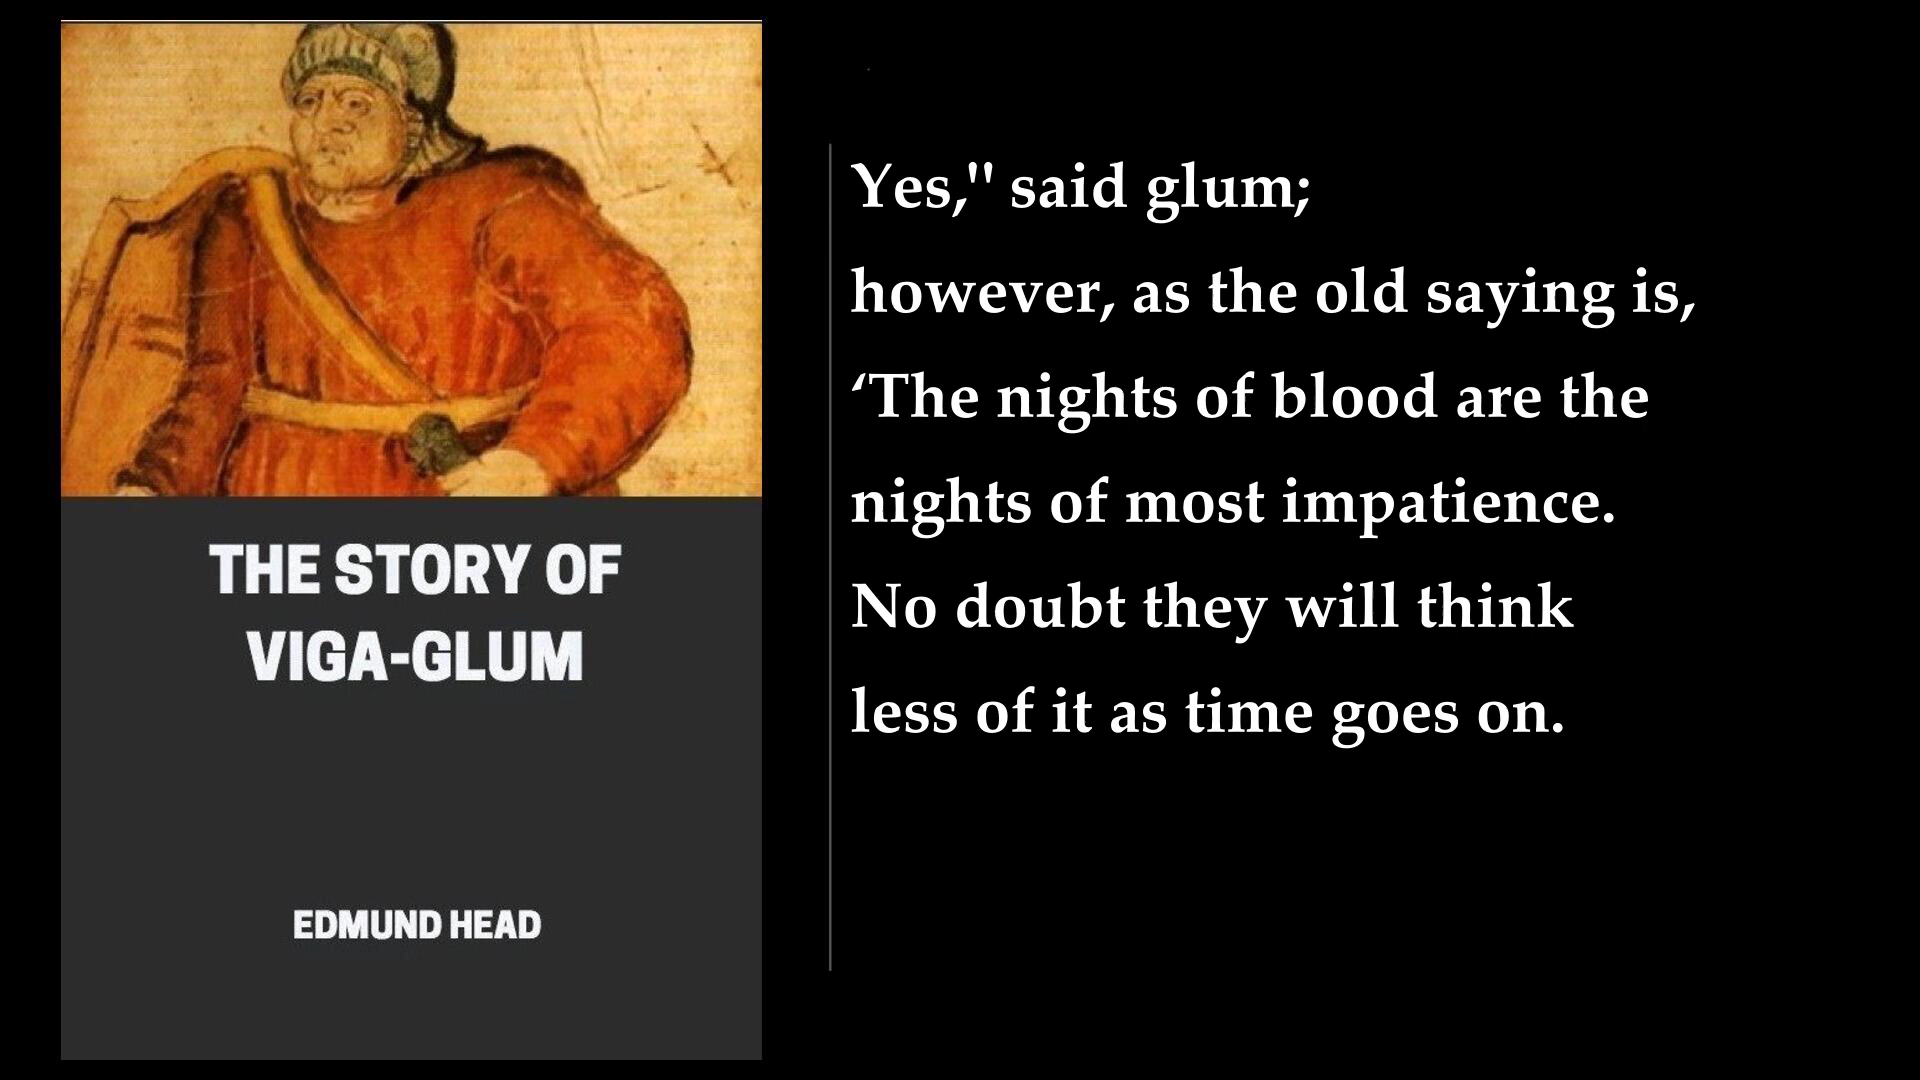 THE STORY OF
VIGA-GLUM
EDMUND HEAD
Yes," said glum;
however, as the old saying is,
‘The nights of blood are the
nights of most impatience.
No doubt they will think
less of it as time goes on.